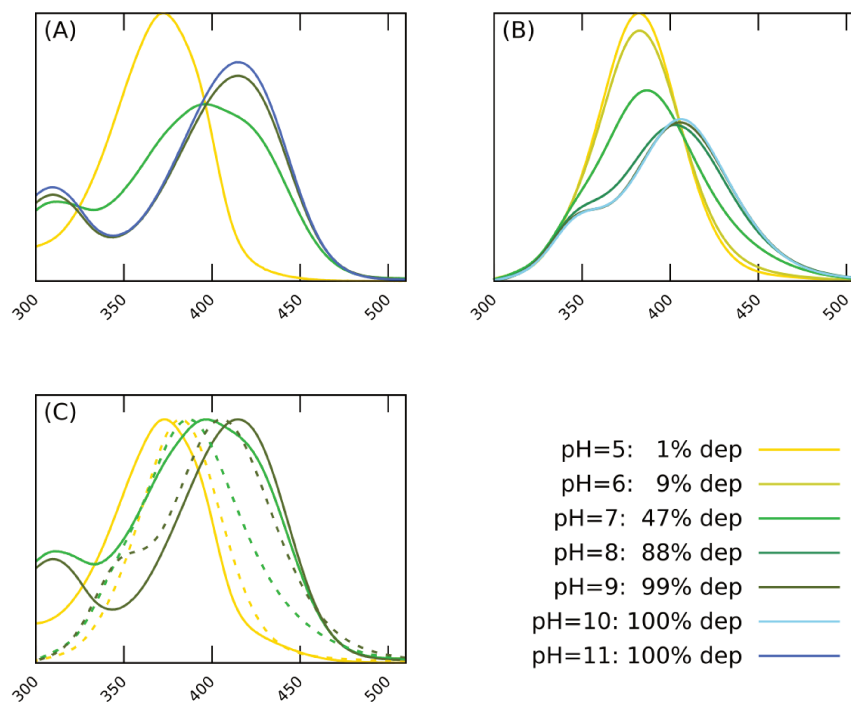 (A)
300 350 400 450 500
(B)
300 350 400 450 500
(C)
300 350 400 450 500
pH=5: 1% dep
pH=6: 9% dep
pH=7: 47% dep
pH=8: 88% dep
pH=9: 99% dep
pH=10: 100% dep
pH=11: 100% dep